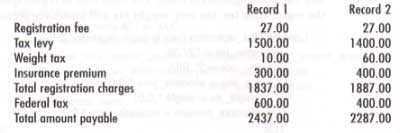 Record 1 Record 2
Registration fee 27.00 27.00
Tax levy 1500.00 1400.00
Weight tax 10.00 60.00
Insurance premium 300.00 400.00
Total registration charges 1837.00 1887.00
Federal tax 600.00 400.00
Total amount payable 2437.00 2287.00